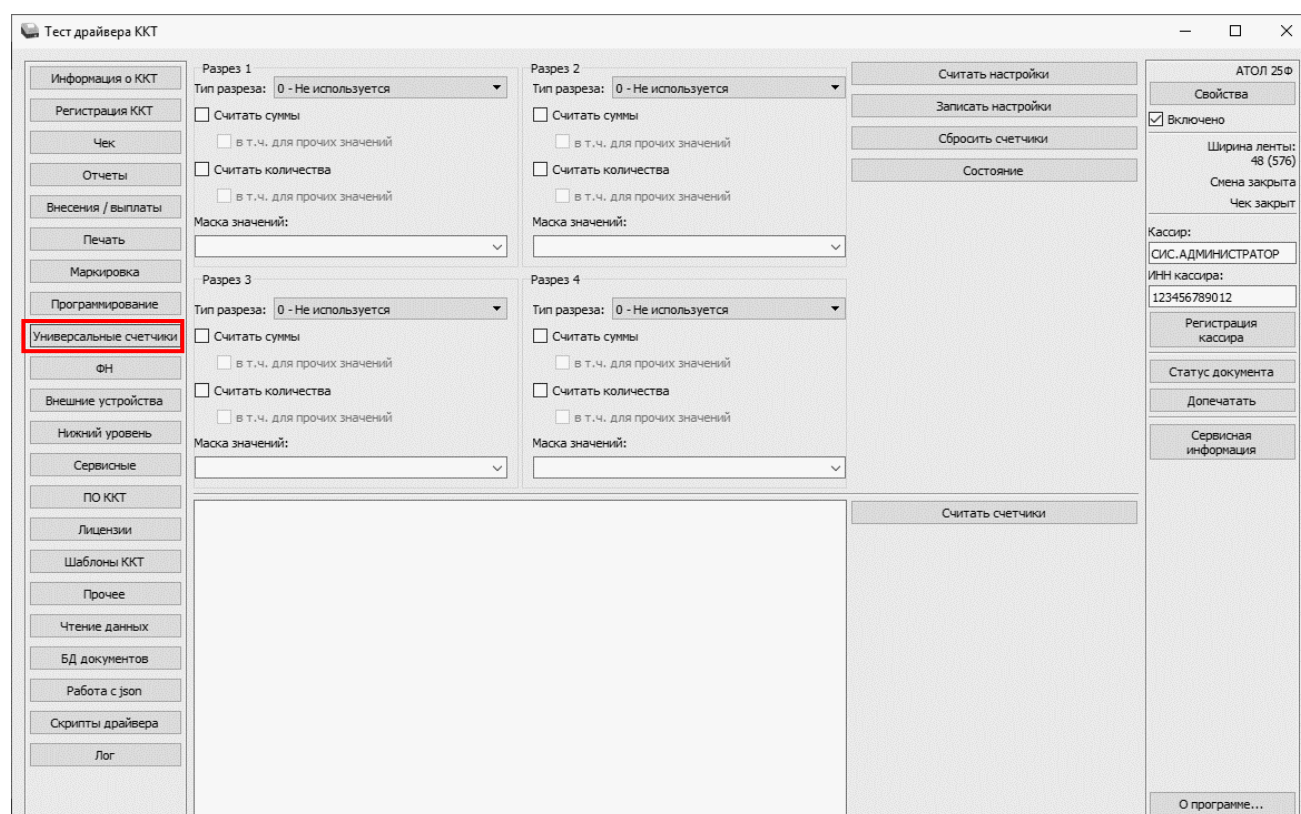 Тест драйвера ККТ
Информация о ККТ
Регистрация ККТ
Чек
Отчеты
Внесения / выплаты
Печать
Маркировка
Программирование
Универсальные счетчики
ФН
Внешние устройства
Нижний уровень
Сервисные
ПО ККТ
Лицензии
Шаблоны ККТ
Прочее
Чтение данных
БД документов
Работа с json
Скрипты драйвера
Лог
Разрез 1
Тип разреза: 0 - Не используется
Считать суммы
в т.ч. для прочих значений
Считать количества
в т.ч. для прочих значений
Маска значений:
Разрез 2
Тип разреза: 0 - Не используется
Считать суммы
в т.ч. для прочих значений
Считать количества
в т.ч. для прочих значений
Маска значений:
Разрез 3
Тип разреза: 0 - Не используется
Считать суммы
в т.ч. для прочих значений
Считать количества
в т.ч. для прочих значений
Маска значений:
Разрез 4
Тип разреза: 0 - Не используется
Считать суммы
в т.ч. для прочих значений
Считать количества
в т.ч. для прочих значений
Маска значений:
Считать настройки
Записать настройки
Сбросить счетчики
Состояние
Считать счетчики
АТОЛ 25Ф
Свойства
Включено
Ширина ленты:
48 (576)
Смена закрыта
Чек закрыт
Кассир:
СИС.АДМИНИСТРАТОР
ИНН кассира:
123456789012
Регистрация
кассира
Статус документа
Допечатать
Сервисная
информация
О программе...